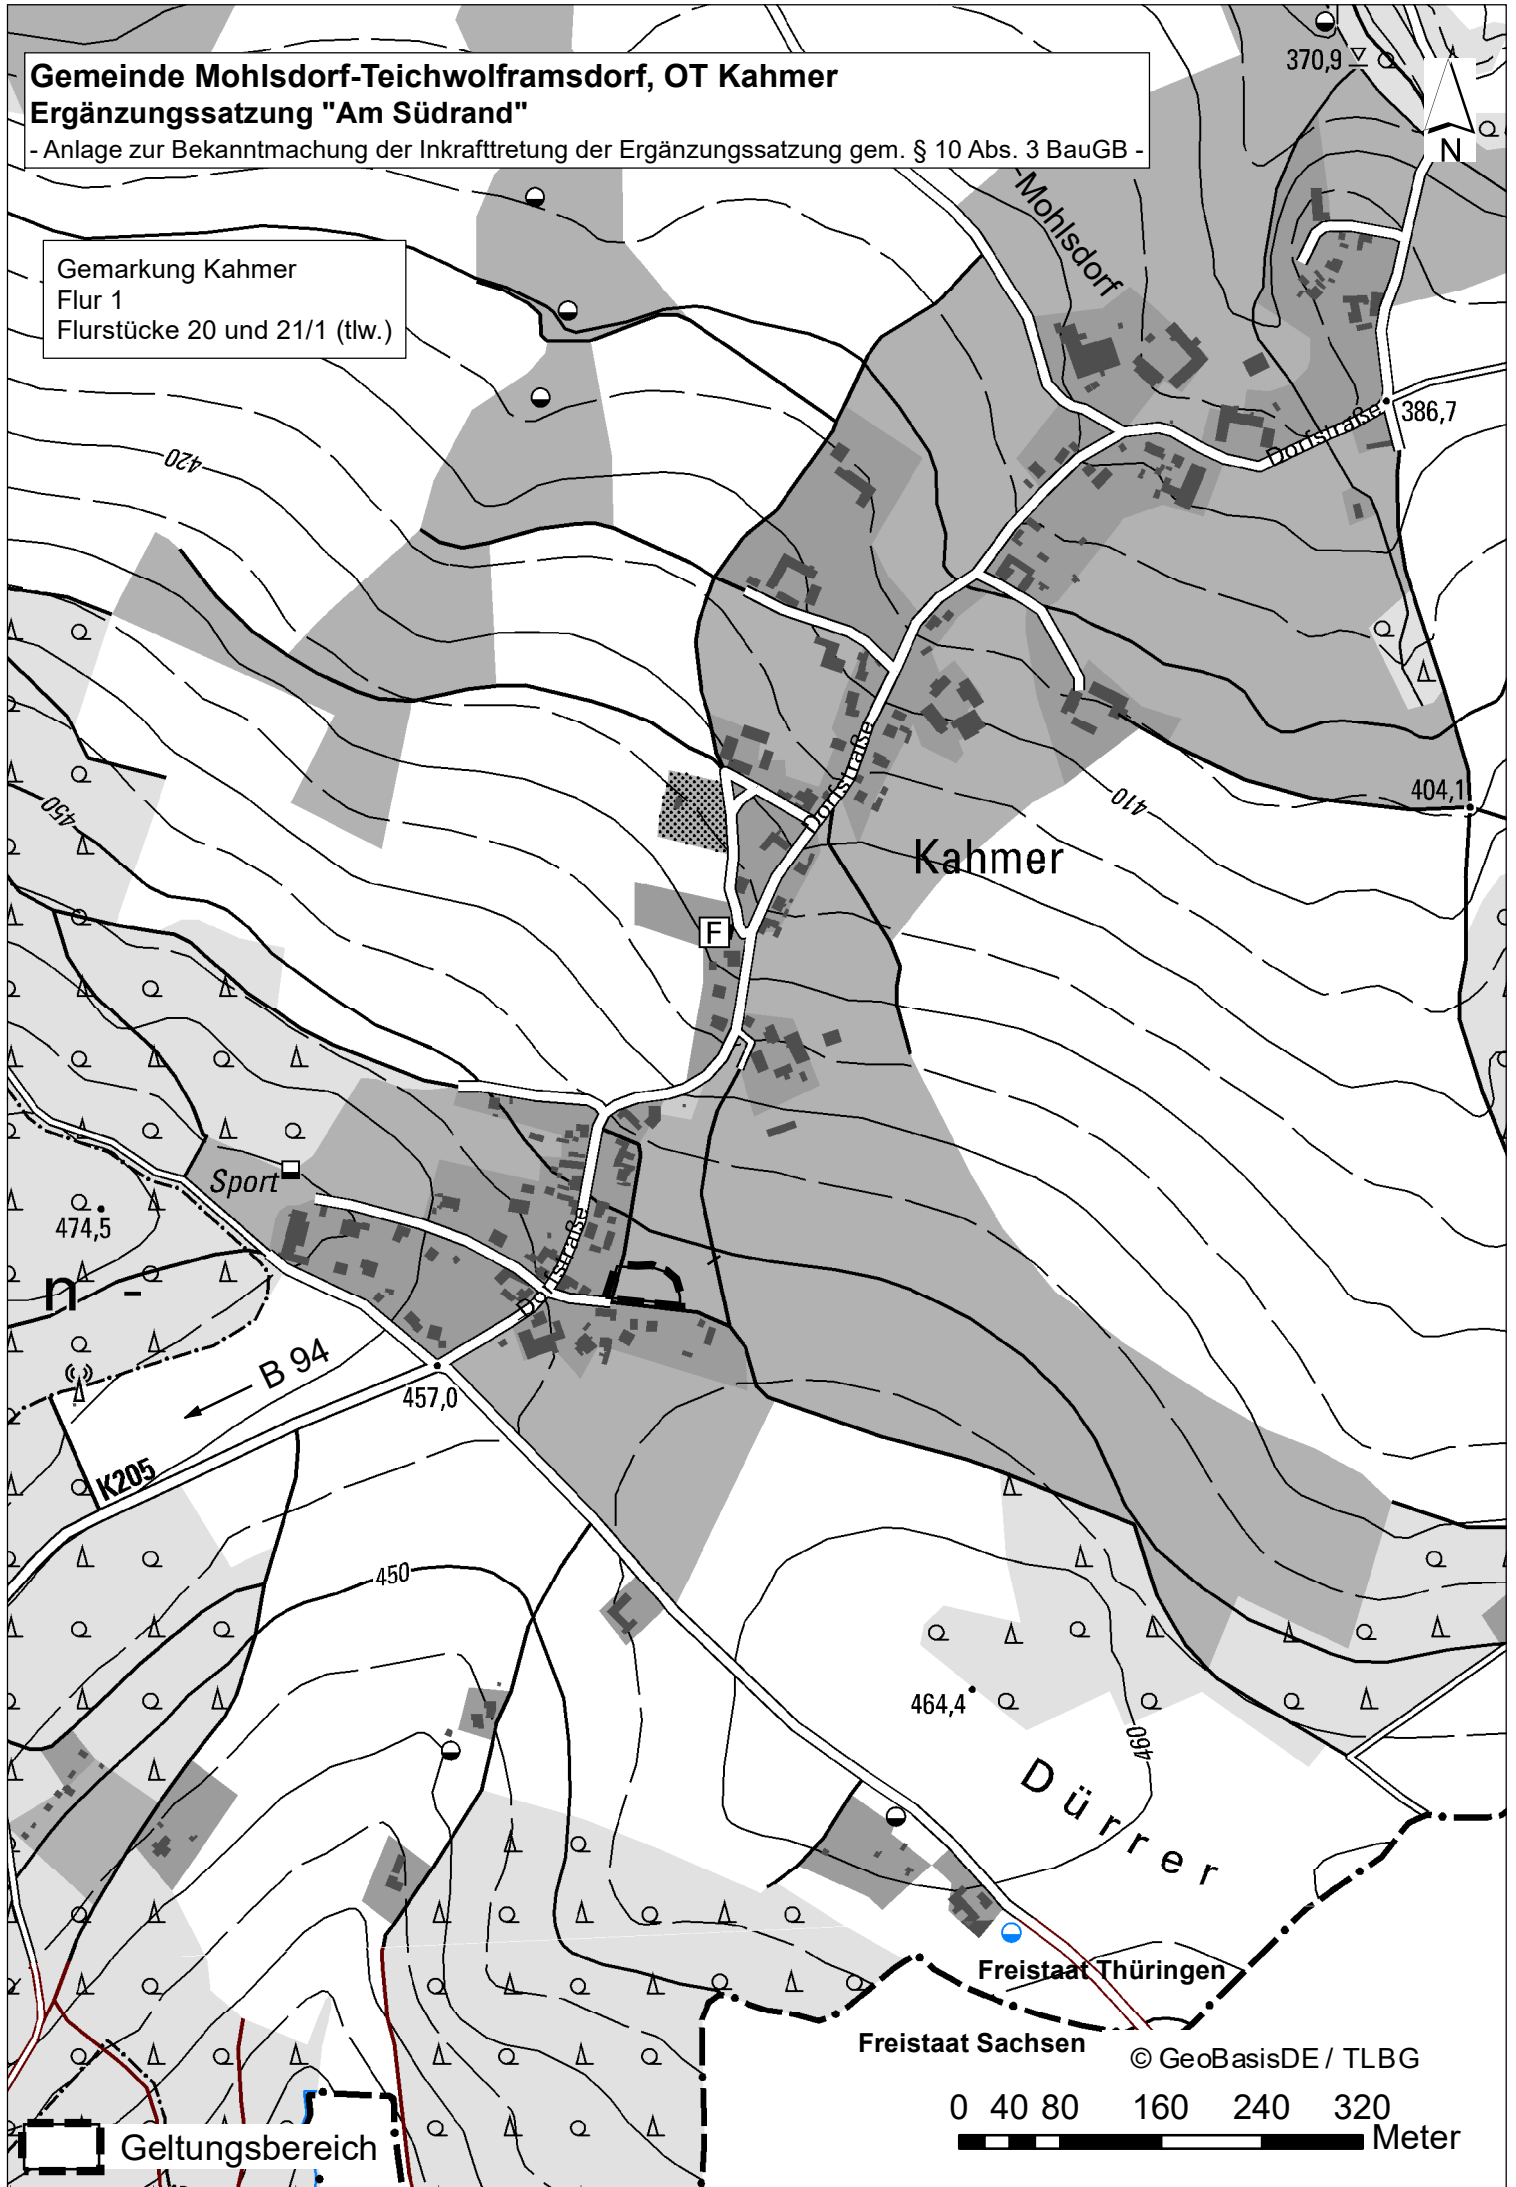 Gemeinde Mohlsdorf-Teichwolframsdorf, OT Kahmer
Ergänzungssatzung "Am Südrand"
- Anlage zur Bekanntmachung der Inkrafttretung der Ergänzungssatzung gem. § 10 Abs. 3 BauGB -
370,9
N
-Mohlsdorf
Gemarkung Kahmer
Flur 1
Flurstücke 20 und 21/1 (tlw.)
386,7
Dorfstraße
420
Dorfstraße
404,1
410
450
Kahmer
F
Sport
474,5
Dorfstraße
n -
B 94
457,0
K205
450
464,4
460
Dürrer
Freistaat Thüringen
Freistaat Sachsen
© GeoBasisDE / TLBG
0 40 80 160 240 320
Meter
Geltungsbereich